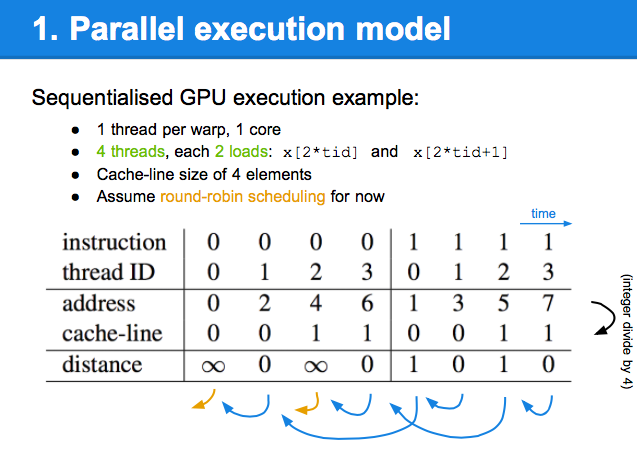 1. Parallel execution model
Sequentialised GPU execution example:
● 1 thread per warp, 1 core
● 4 threads, each 2 loads: x[2*tid] and x[2*tid+1]
● Cache-line size of 4 elements
● Assume round-robin scheduling for now
time
instruction 0 0 0 0 1 1 1 1
thread ID 0 1 2 3 0 1 2 3
address 0 2 4 6 1 3 5 7
cache-line 0 0 1 1 0 0 1 1
distance ∞ 0 ∞ 0 1 0 1 0
(integer divide by 4)